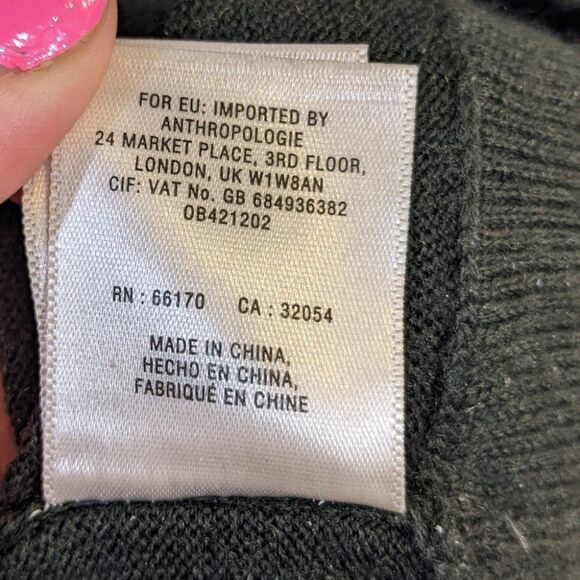 FOR EU: IMPORTED BY
ANTHROPOLOGIE
24 MARKET PLACE, 3RD FLOOR,
LONDON, UK W1W8AN
CIF: VAT No. GB 684936382
OB421202
RN : 66170 CA : 32054
MADE IN CHINA,
HECHO EN CHINA,
FABRIQUÉ EN CHINE